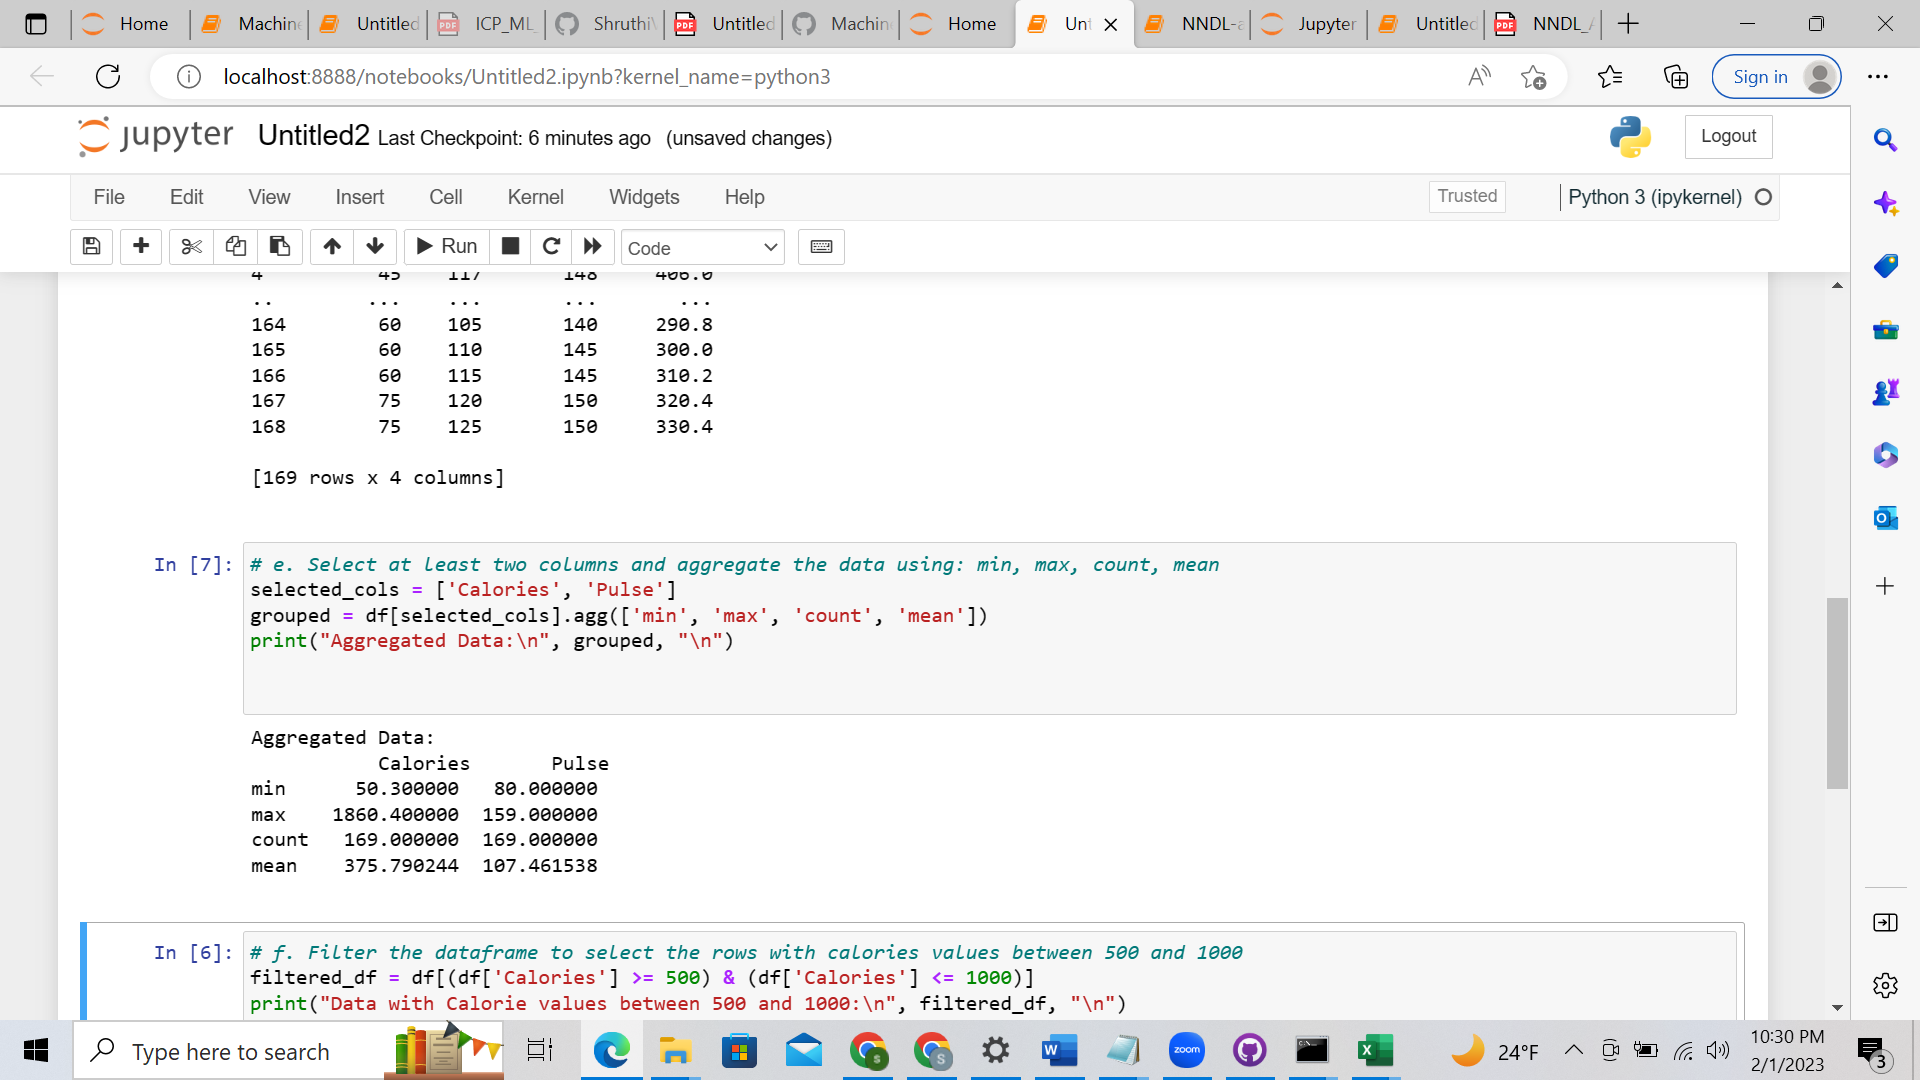 Home
Machin
Untitled
ICP_ML_
Shruthi
Untitled
Machin
Home
Unt
NNDL-a
Jupyter
Untitled
NNDL_A
localhost:8888/notebooks/Untitled2.ipynb?kernel_name=python3
Sign in
jupyter Untitled2 Last Checkpoint: 6 minutes ago (unsaved changes)
Logout
File Edit View Insert Cell Kernel Widgets Help
Trusted
Python 3 (ipykernel)
Run
Code
4 45 117 148 406.0
.. ... ... ... ...
164 60 105 140 290.8
165 60 110 145 300.0
166 60 115 145 310.2
167 75 120 150 320.4
168 75 125 150 330.4
[169 rows x 4 columns]
In [7]:
# e. Select at least two columns and aggregate the data using: min, max, count, mean
selected_cols = ['Calories', 'Pulse']
grouped = df[selected_cols].agg(['min', 'max', 'count', 'mean'])
print("Aggregated Data:\n", grouped, "\n")
Aggregated Data:
Calories Pulse
min 50.300000 80.000000
max 1860.400000 159.000000
count 169.000000 169.000000
mean 375.790244 107.461538
In [6]:
# f. Filter the dataframe to select the rows with calories values between 500 and 1000
filtered_df = df[(df['Calories'] >= 500) & (df['Calories'] <= 1000)]
print("Data with Calorie values between 500 and 1000:\n", filtered_df, "\n")
Type here to search
zoom
24°F
10:30 PM
2/1/2023
3